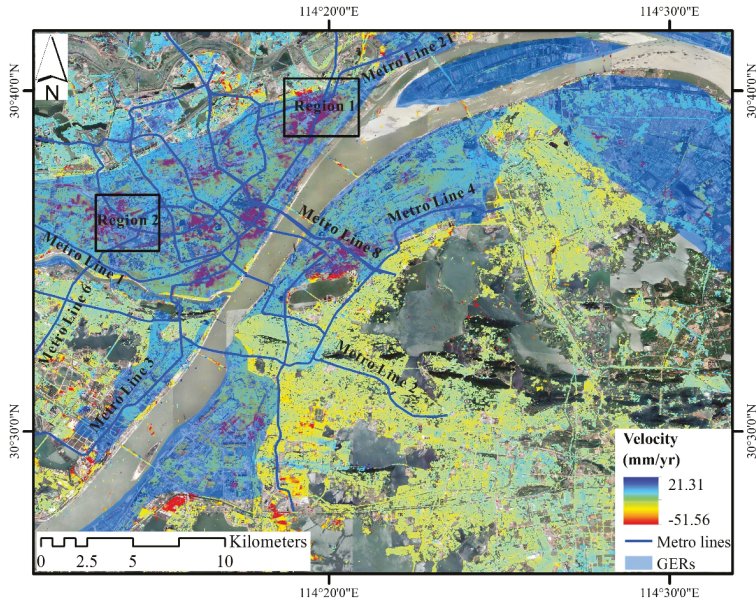 114°20'0"E
114°30'0"E
30°40'0"N
30°40'0"N
N
Metro Line 21
Region 1
Region 2
Metro Line 4
Metro Line 8
Metro Line 1
Metro Line 6
Metro Line 3
Metro Line 2
30°30'0"N
30°30'0"N
Velocity
(mm/yr)
21.31
-51.56
Metro lines
GERs
Kilometers
0 2.5 5 10
114°20'0"E
114°30'0"E